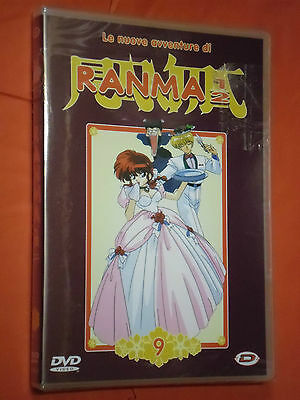 Le nuove avventure di
RANMA 1/2
9
DVD
VIDEO